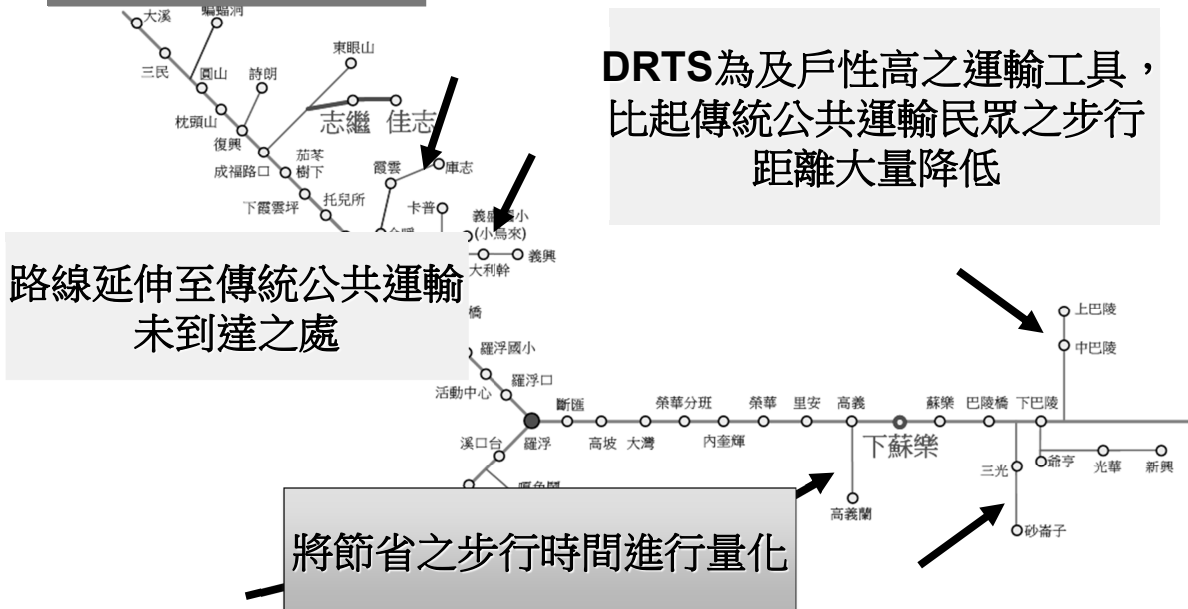 大溪
蝙蝠洞
三民
圓山
詩朗
東眼山
枕頭山
志繼 佳志
復興
成福路口
茄苳
樹下
霞雲
庫志
下霞雲坪
托兒所
卡普
(小烏來)
大利幹
義興
DRTS為及戶性高之運輸工具，
比起傳統公共運輸民眾之步行
距離大量降低
路線延伸至傳統公共運輸
未到達之處
橋
羅浮國小
羅浮口
活動中心
斷匯
榮華分班
榮華
里安
高義
蘇樂
巴陵橋
下巴陵
上巴陵
中巴陵
溪口台
羅浮
高坡
大灣
內奎輝
下蘇樂
三光
爺亨
光華
新興
高義蘭
砂崙子
將節省之步行時間進行量化